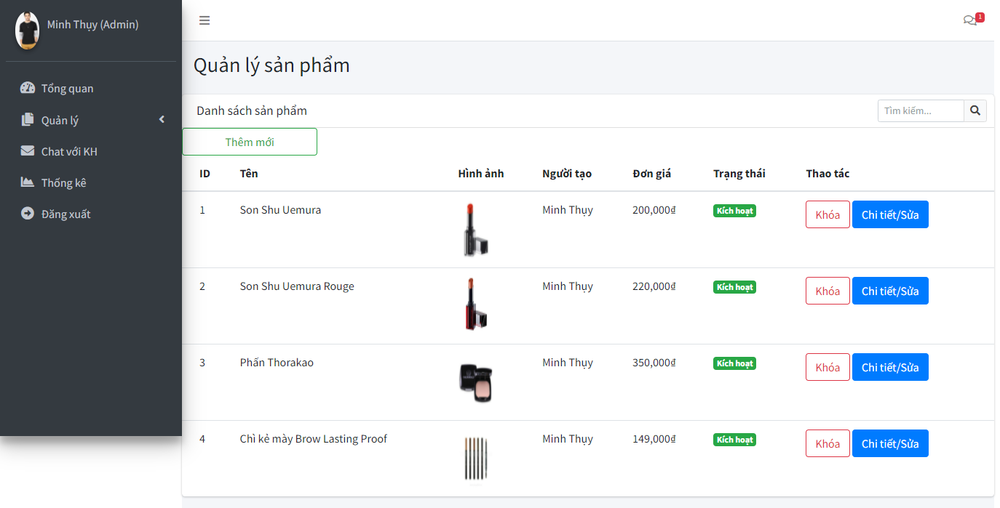 Minh Thụy (Admin)
1
Tổng quan
Quản lý
Chat với KH
Thống kê
Đăng xuất
Quản lý sản phẩm
Danh sách sản phẩm
Tìm kiếm...
Thêm mới
ID Tên Hình ảnh Người tạo Đơn giá Trạng thái Thao tác
1 Son Shu Uemura Minh Thụy 200,000₫ Kích hoạt Khóa Chi tiết/Sửa
2 Son Shu Uemura Rouge Minh Thụy 220,000₫ Kích hoạt Khóa Chi tiết/Sửa
3 Phấn Thorakao Minh Thụy 350,000₫ Kích hoạt Khóa Chi tiết/Sửa
4 Chì kẻ mày Brow Lasting Proof Minh Thụy 149,000₫ Kích hoạt Khóa Chi tiết/Sửa